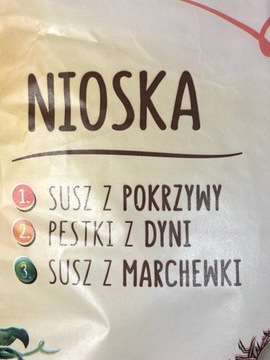 NIOSKA
1. SUSZ Z POKRZYWY
2. PESTKI Z DYNI
3. SUSZ Z MARCHEWKI